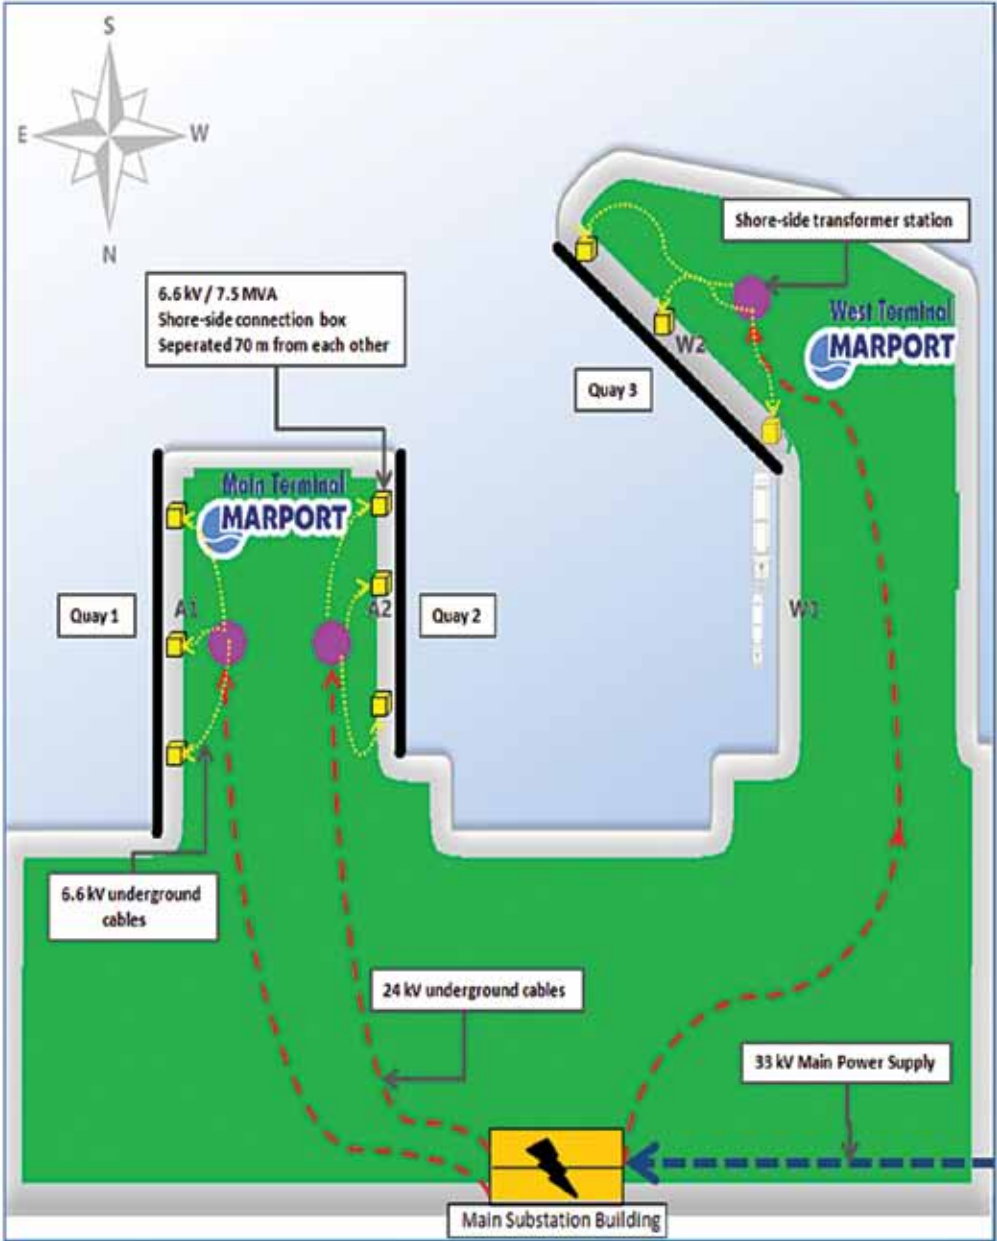 S
E
W
N
Shore-side transformer station
6.6 kV / 7.5 MVA
Shore-side connection box
Seperated 70 m from each other
West Terminal
MARPORT
W2
Quay 3
Main Terminal
MARPORT
Quay 1
A1
A2
Quay 2
W1
6.6 kV underground
cables
24 kV underground cables
33 kV Main Power Supply
Main Substation Building